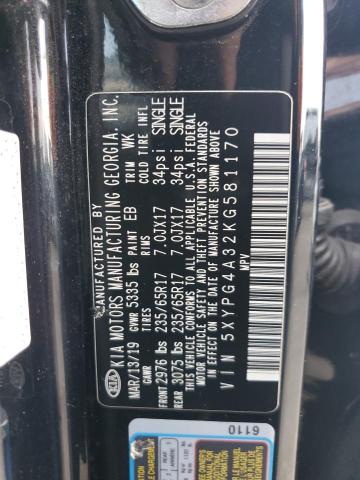 MANUFACTURED BY
KIA KIA MOTORS MANUFACTURING GEORGIA, INC.
MAR/13/19 GVWR 5335 lbs PAINT EB TRIM WK
GAWR TIRES RIMS COLD TIRE INFL
FRONT 2976 lbs 235/65R17 7.0JX17 34psi SINGLE
REAR 3075 lbs 235/65R17 7.0JX17 34psi SINGLE
THIS VEHICLE CONFORMS TO ALL APPLICABLE U.S.A. FEDERAL
MOTOR VEHICLE SAFETY AND THEFT PREVENTION STANDARDS
IN EFFECT ON THE DATE OF MANUFACTURE SHOWN ABOVE.
VIN 5XYPG4A32KG581170
MPV
6110